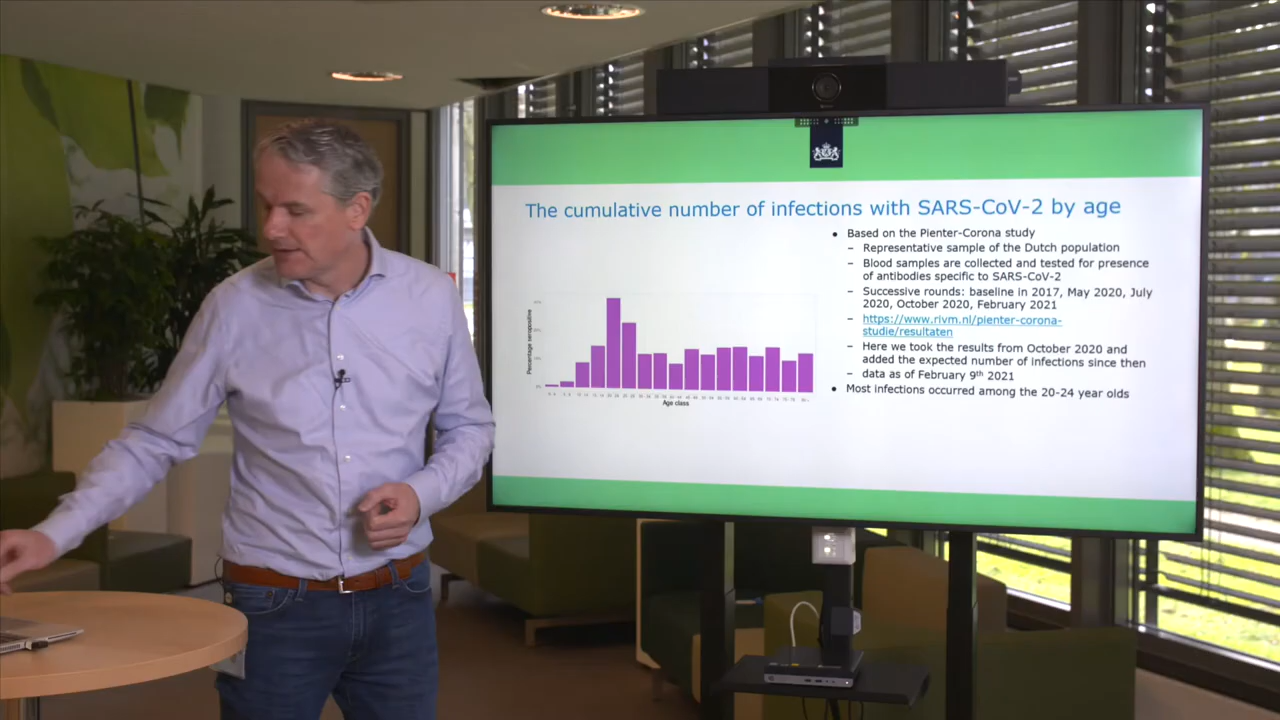 The cumulative number of infections with SARS-CoV-2 by age
• Based on the Pienter-Corona study
– Representative sample of the Dutch population
– Blood samples are collected and tested for presence
of antibodies specific to SARS-CoV-2
– Successive rounds: baseline in 2017, May 2020, July
2020, October 2020, February 2021
– https://www.rivm.nl/pienter-corona-
studie/resultaten
– Here we took the results from October 2020 and
added the expected number of infections since then
– data as of February 9th 2021
• Most infections occurred among the 20-24 year olds
Percentage seropositive
Age class